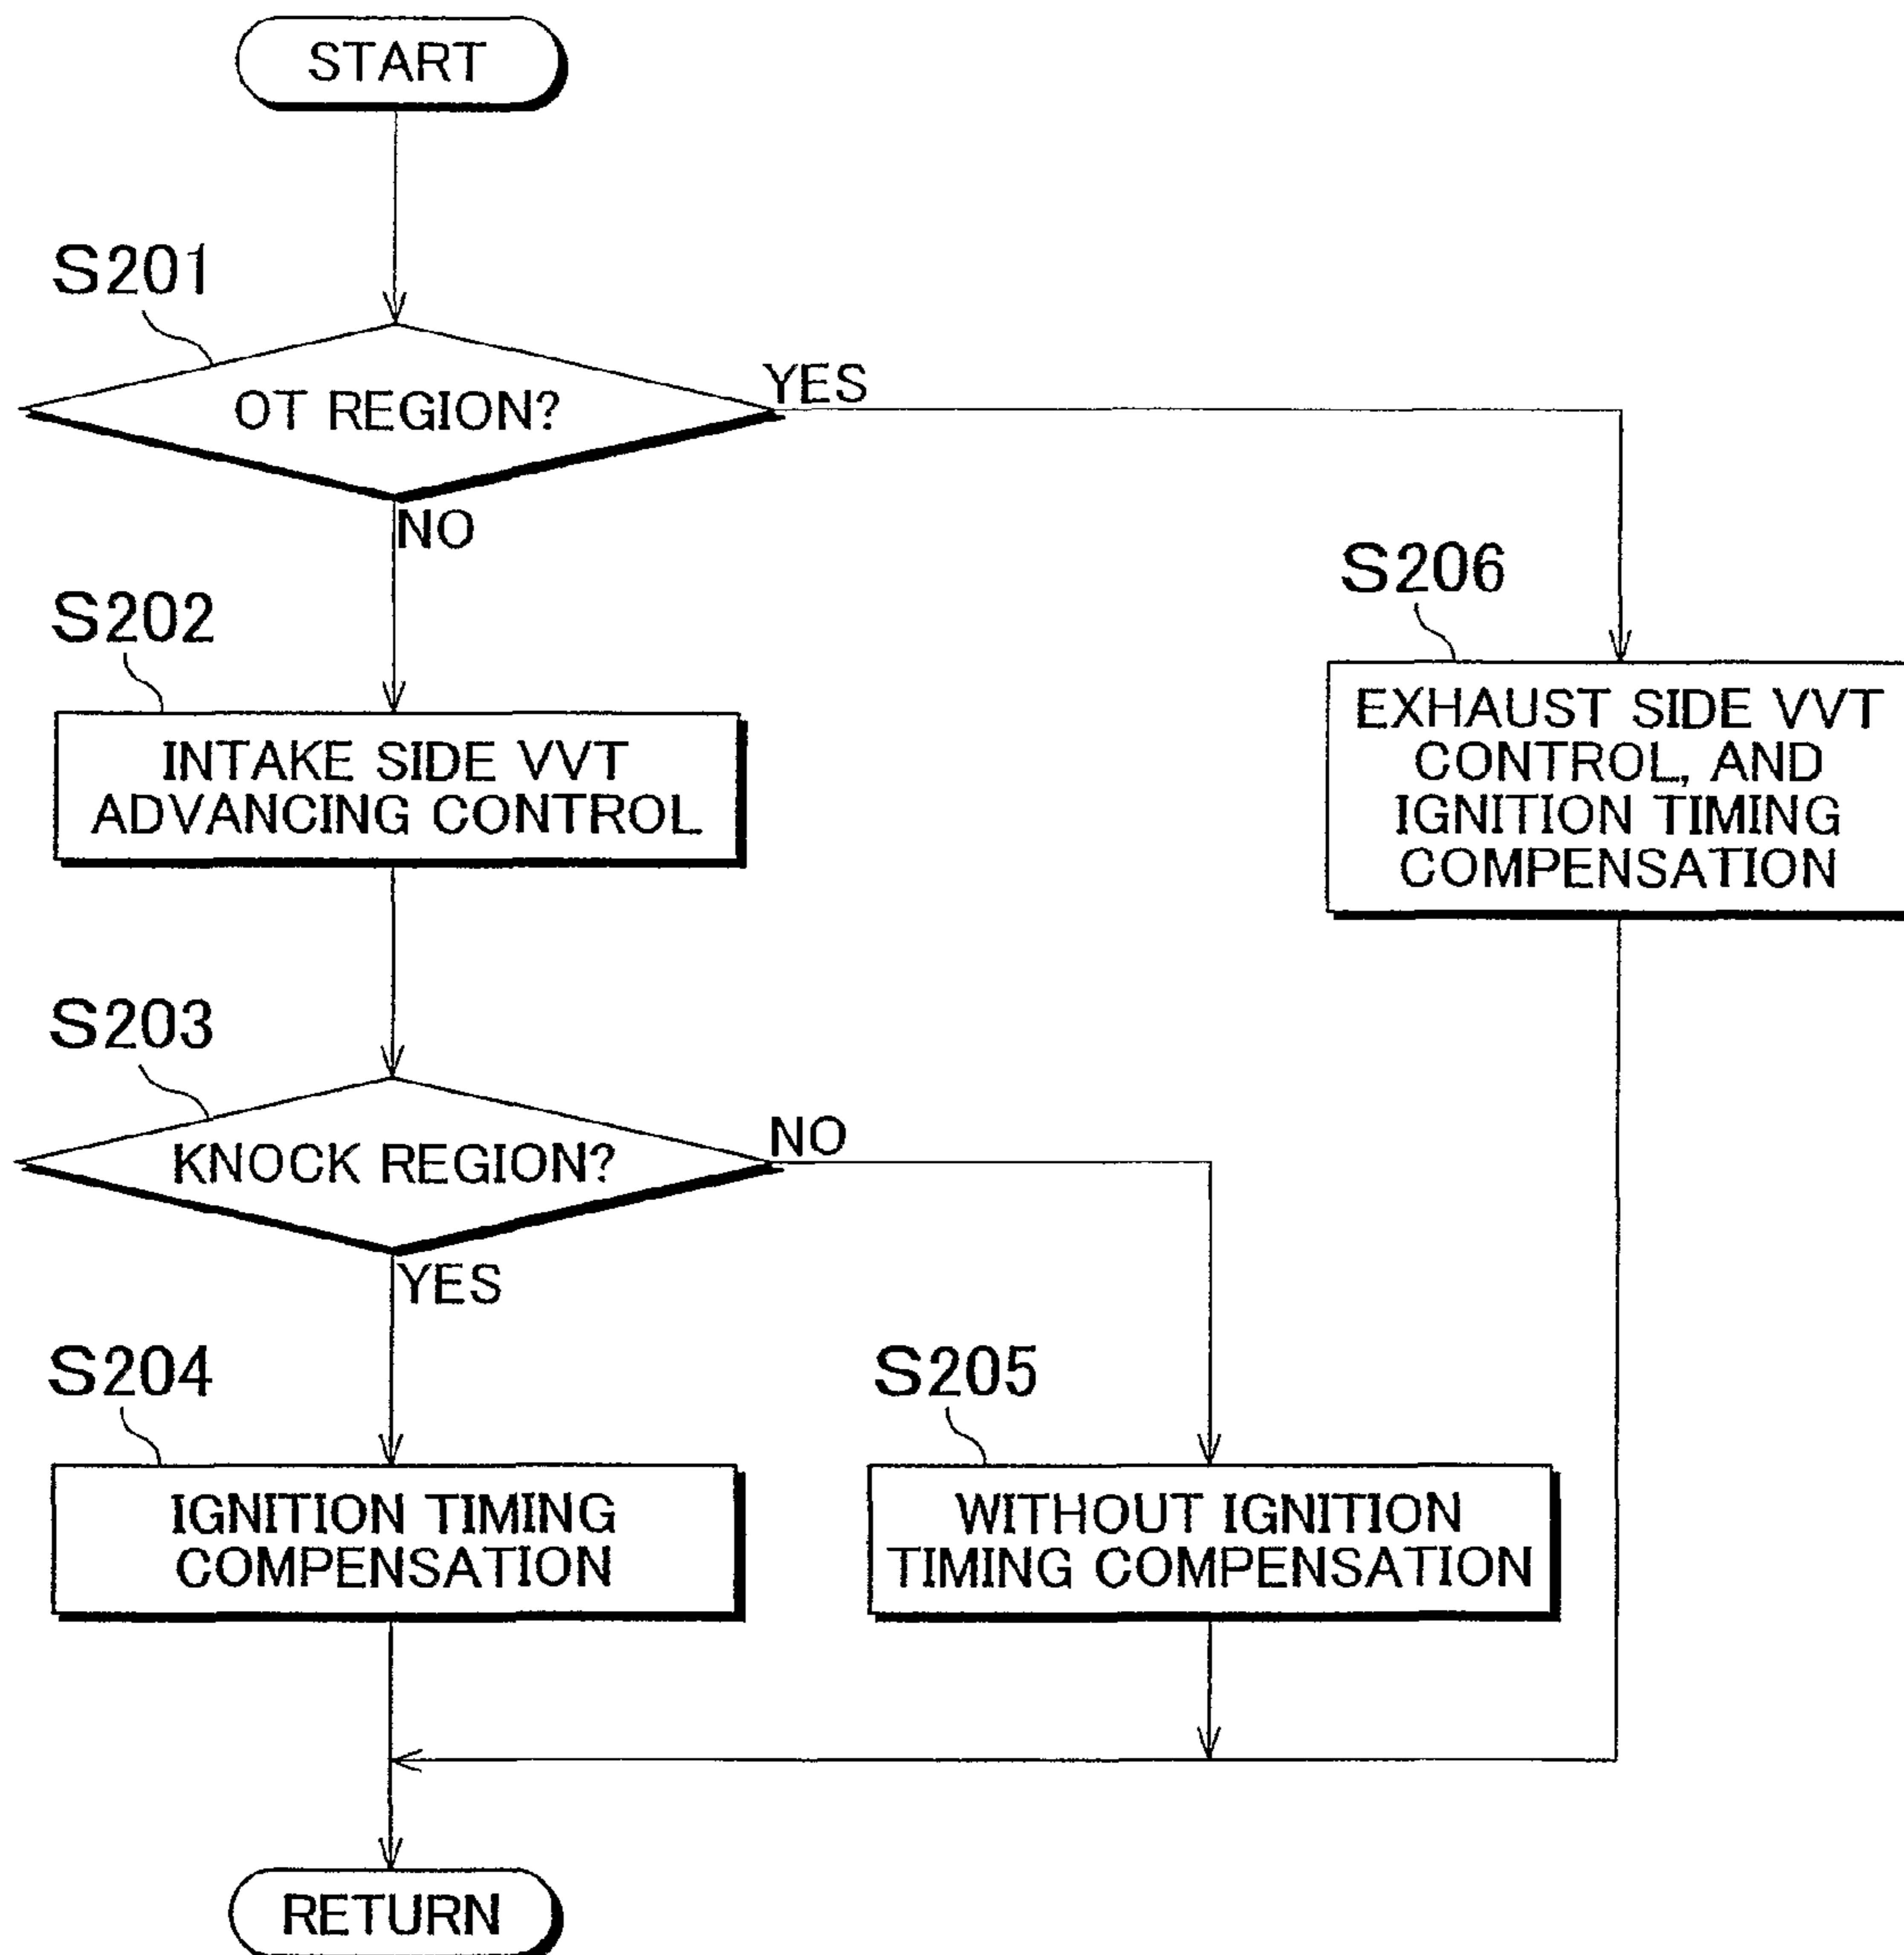 START
S201
OT REGION?
YES
NO
S202
INTAKE SIDE VVT
ADVANCING CONTROL
S206
EXHAUST SIDE VVT
CONTROL, AND
IGNITION TIMING
COMPENSATION
S203
KNOCK REGION?
NO
YES
S204
IGNITION TIMING
COMPENSATION
S205
WITHOUT IGNITION
TIMING COMPENSATION
RETURN